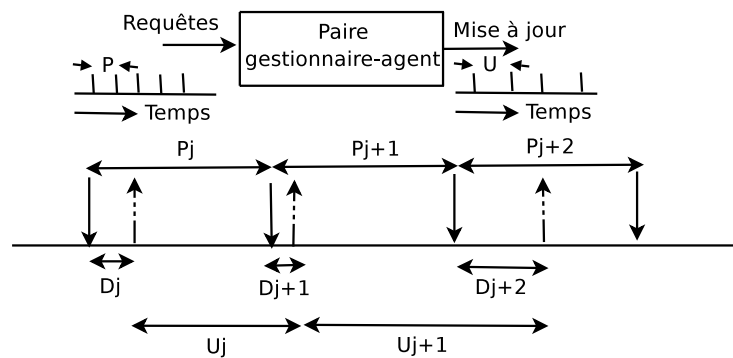 Requêtes
Paire
gestionnaire-agent
Mise à jour
P
U
Temps
Temps
Pj
Pj+1
Pj+2
Dj
Dj+1
Dj+2
Uj
Uj+1